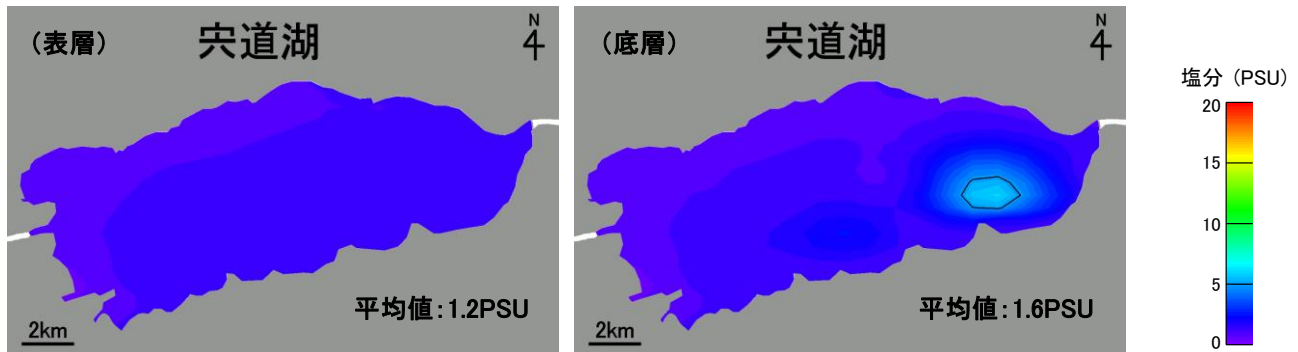 (表層)
宍道湖
N
平均値:1.2PSU
2km
(底層)
宍道湖
N
平均値:1.6PSU
2km
塩分 (PSU)
20
15
10
5
0